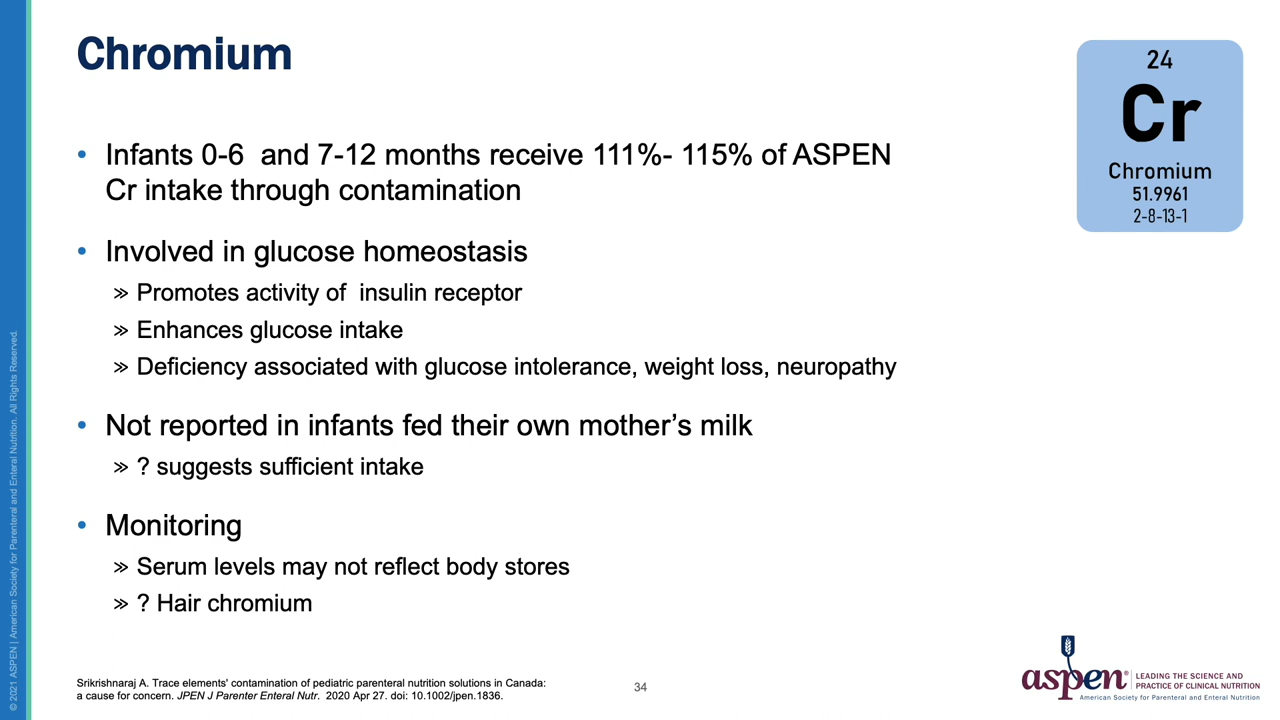 Chromium
24
Cr
Chromium
51.9961
2-8-13-1
• Infants 0-6 and 7-12 months receive 111%- 115% of ASPEN
Cr intake through contamination
• Involved in glucose homeostasis
» Promotes activity of insulin receptor
» Enhances glucose intake
» Deficiency associated with glucose intolerance, weight loss, neuropathy
• Not reported in infants fed their own mother’s milk
» ? suggests sufficient intake
• Monitoring
» Serum levels may not reflect body stores
» ? Hair chromium
Srikrishnaraj A. Trace elements' contamination of pediatric parenteral nutrition solutions in Canada:
a cause for concern. JPEN J Parenter Enteral Nutr. 2020 Apr 27. doi: 10.1002/jpen.1836.
34
aspen®
LEADING THE SCIENCE AND
PRACTICE OF CLINICAL NUTRITION
American Society for Parenteral and Enteral Nutrition
© 2021 ASPEN | American Society for Parenteral and Enteral Nutrition. All Rights Reserved.